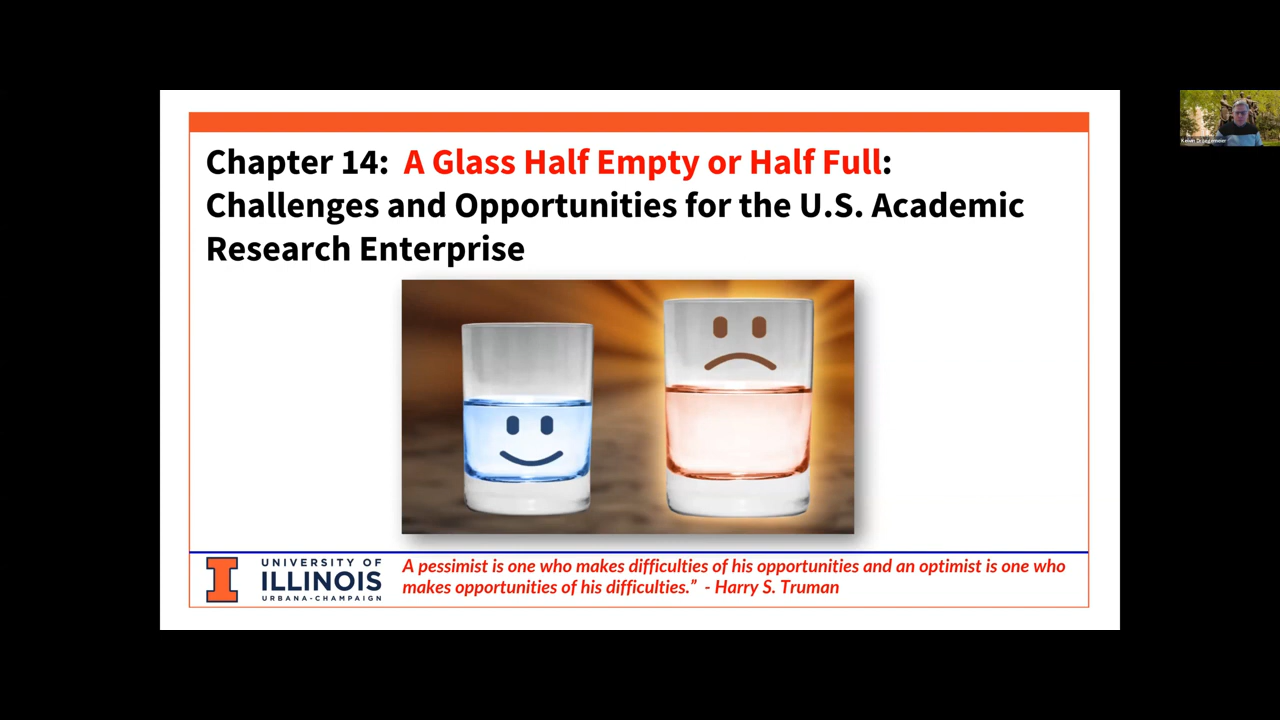 Chapter 14: A Glass Half Empty or Half Full:
Challenges and Opportunities for the U.S. Academic
Research Enterprise
UNIVERSITY OF
ILLINOIS
URBANA-CHAMPAIGN
A pessimist is one who makes difficulties of his opportunities and an optimist is one who
makes opportunities of his difficulties.” - Harry S. Truman
Kelvin Droegemeier